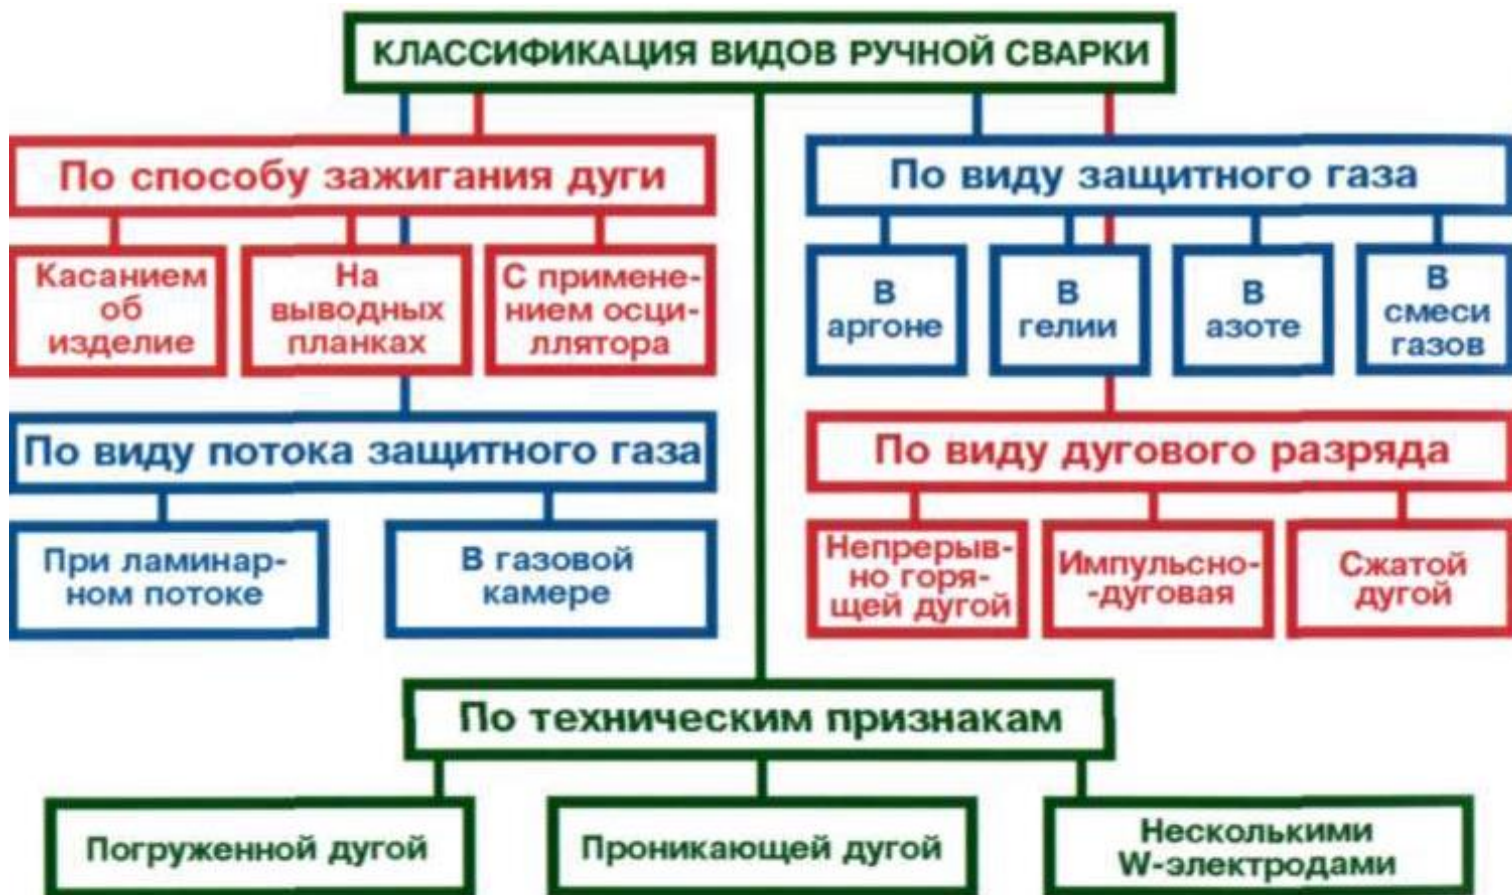 КЛАССИФИКАЦИЯ ВИДОВ РУЧНОЙ СВАРКИ
По способу зажигания дуги
Касанием
об
изделие
На
выводных
планках
С примене-
нием осци-
ллятора
По виду защитного газа
В
аргоне
В
гелии
В
азоте
В
смеси
газов
По виду потока защитного газа
При ламинар-
ном потоке
В газовой
камере
По виду дугового разряда
Непрерыв-
но горя-
щей дугой
Импульсно-
-дуговая
Сжатой
дугой
По техническим признакам
Погруженной дугой
Проникающей дугой
Несколькими
W-электродами